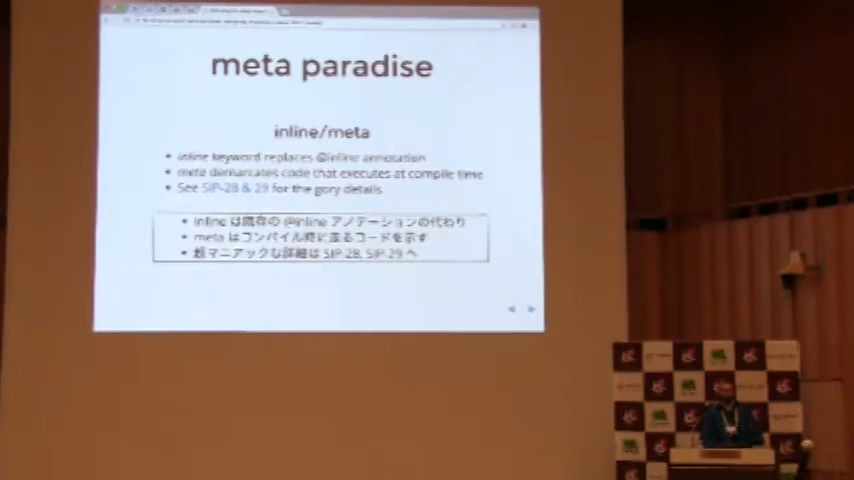 meta paradise
inline/meta
• inline keyword replaces @inline annotation
• meta demarcates code that executes at compile time
• See SIP-28 & 29 for the gory details
• inline は既存の @inline アノテーションの代わり
• meta はコンパイル時に走るコードを示す
• 超マニアックな詳細は SIP-28, SIP-29 へ